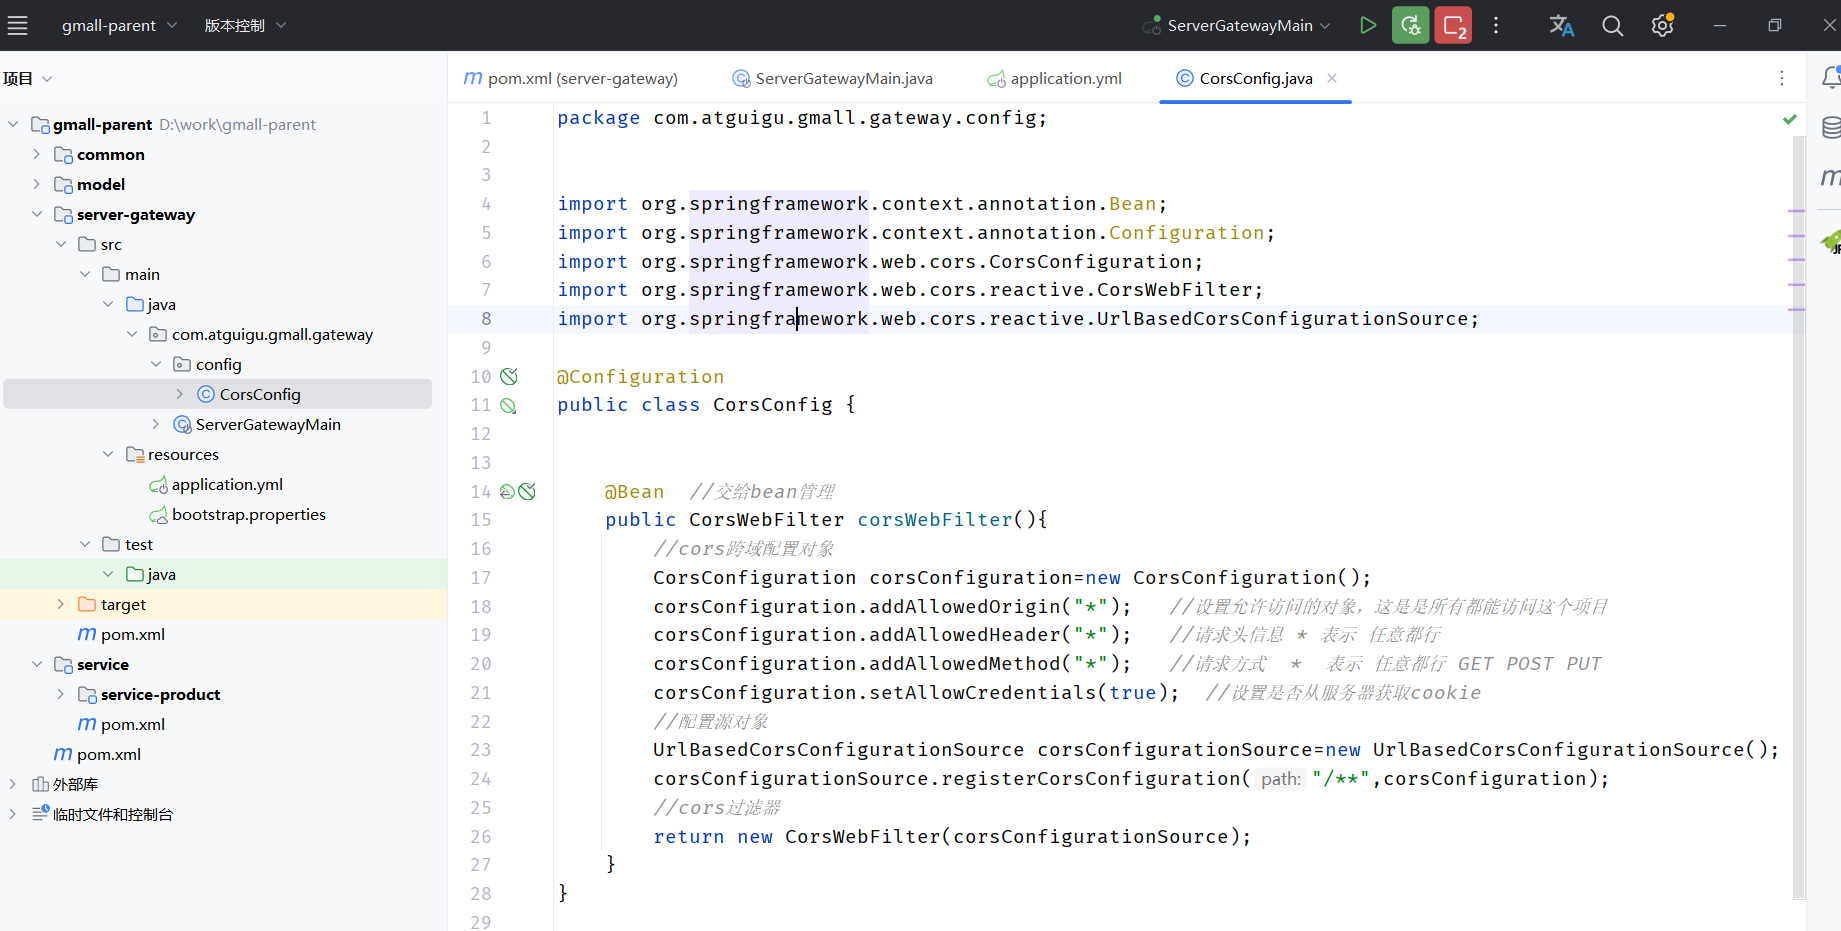 gmall-parent 版本控制 ServerGatewayMain 2
项目
gmall-parent D:\work\gmall-parent
common
model
server-gateway
src
main
java
com.atguigu.gmall.gateway
config
CorsConfig
ServerGatewayMain
resources
application.yml
bootstrap.properties
test
java
target
pom.xml
service
service-product
pom.xml
pom.xml
外部库
临时文件和控制台
pom.xml (server-gateway) ServerGatewayMain.java application.yml CorsConfig.java
1 package com.atguigu.gmall.gateway.config;
2
3
4 import org.springframework.context.annotation.Bean;
5 import org.springframework.context.annotation.Configuration;
6 import org.springframework.web.cors.CorsConfiguration;
7 import org.springframework.web.cors.reactive.CorsWebFilter;
8 import org.springframework.web.cors.reactive.UrlBasedCorsConfigurationSource;
9
10 @Configuration
11 public class CorsConfig {
12
13
14 @Bean //交给bean管理
15 public CorsWebFilter corsWebFilter(){
16 //cors跨域配置对象
17 CorsConfiguration corsConfiguration=new CorsConfiguration();
18 corsConfiguration.addAllowedOrigin("*"); //设置允许访问的对象，这是是所有都能访问这个项目
19 corsConfiguration.addAllowedHeader("*"); //请求头信息 * 表示 任意都行
20 corsConfiguration.addAllowedMethod("*"); //请求方式 * 表示 任意都行 GET POST PUT
21 corsConfiguration.setAllowCredentials(true); //设置是否从服务器获取cookie
22 //配置源对象
23 UrlBasedCorsConfigurationSource corsConfigurationSource=new UrlBasedCorsConfigurationSource();
24 corsConfigurationSource.registerCorsConfiguration( path: "/**",corsConfiguration);
25 //cors过滤器
26 return new CorsWebFilter(corsConfigurationSource);
27 }
28 }
29